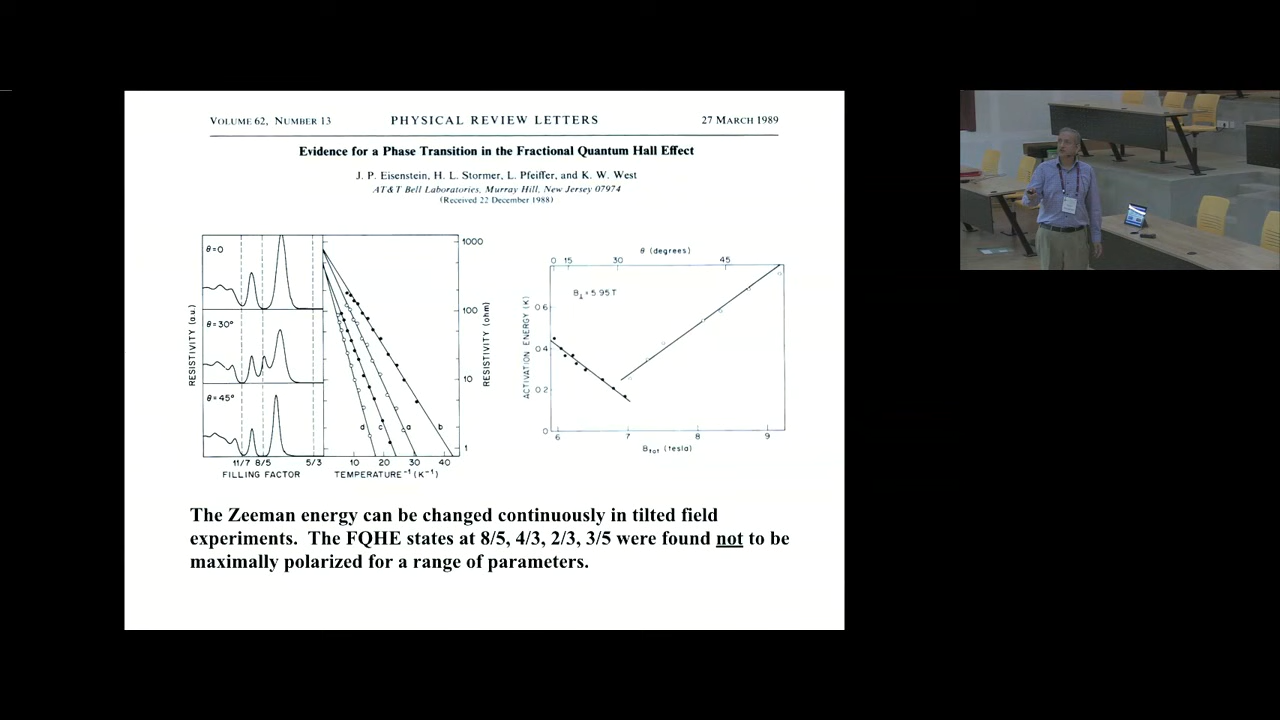 VOLUME 62, NUMBER 13 PHYSICAL REVIEW LETTERS 27 MARCH 1989
Evidence for a Phase Transition in the Fractional Quantum Hall Effect
J. P. Eisenstein, H. L. Stormer, L. Pfeiffer, and K. W. West
AT&T Bell Laboratories, Murray Hill, New Jersey 07974
(Received 22 December 1988)
θ=0
θ=30°
θ=45°
RESISTIVITY (a.u.)
11/7 8/5 5/3
FILLING FACTOR
d c a b
1000
100
10
1
RESISTIVITY (ohm)
10 20 30 40
TEMPERATURE⁻¹ (K⁻¹)
θ (degrees)
0 15 30 45
B⊥=5.95T
ACTIVATION ENERGY (K)
0.6
0.4
0.2
0
6 7 8 9
Btot (tesla)
The Zeeman energy can be changed continuously in tilted field
experiments. The FQHE states at 8/5, 4/3, 2/3, 3/5 were found not to be
maximally polarized for a range of parameters.